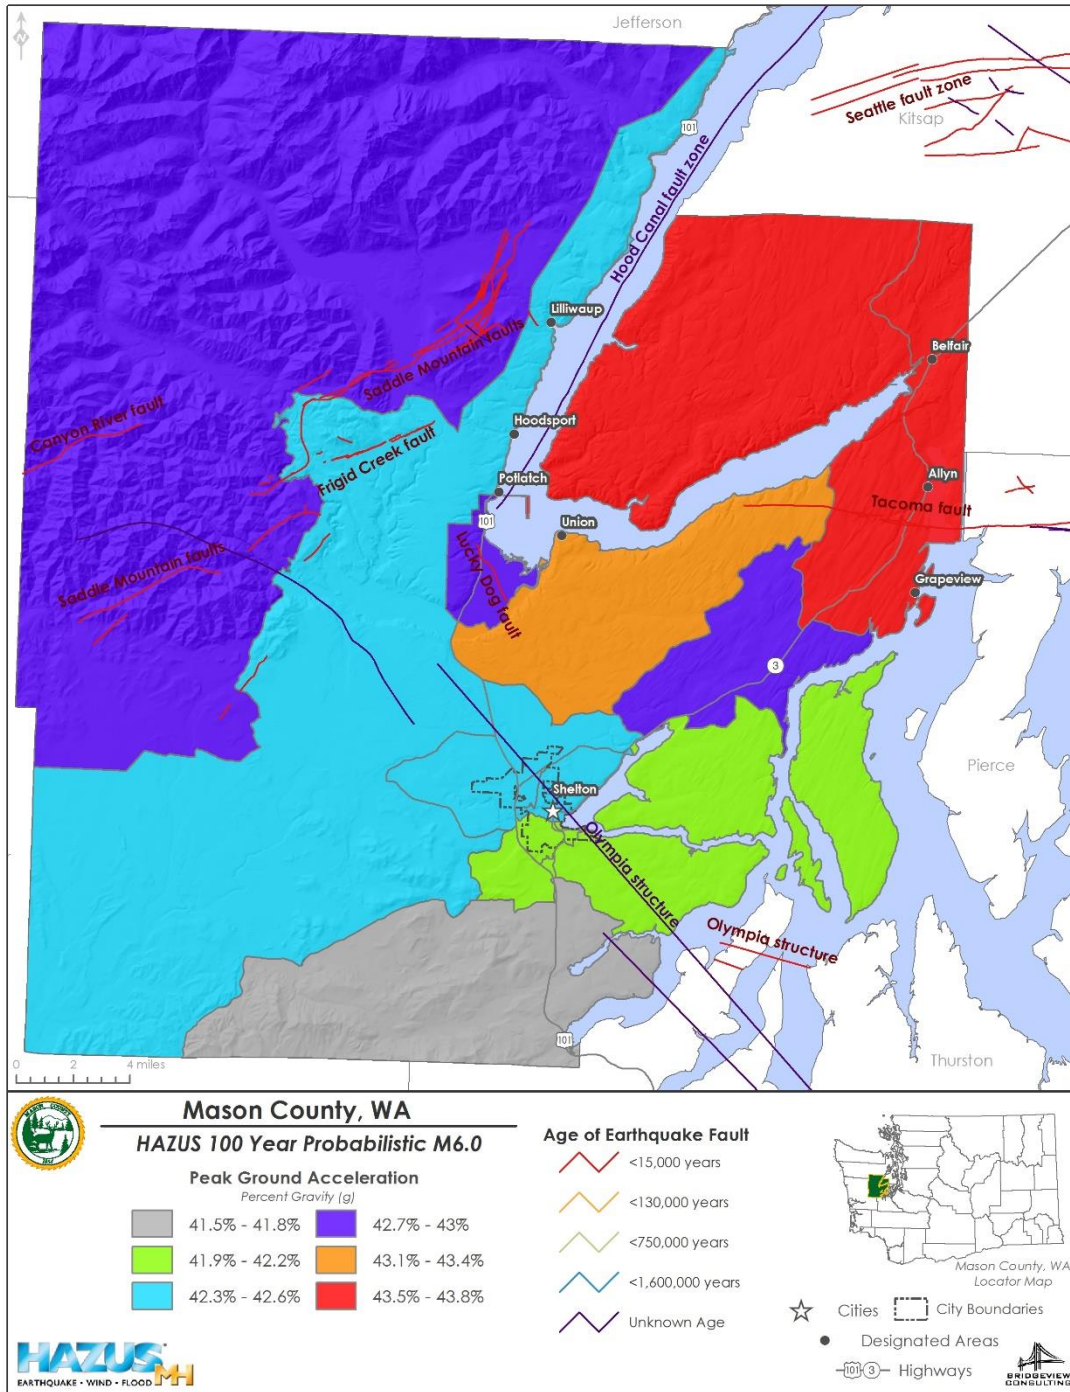 Jefferson
N
101
Seattle fault zone
Kitsap
Hood Canal fault zone
Lilliwaup
Saddle Mountain faults
Belfair
Canyon River fault
Hoodsport
Frigid Creek fault
Potlatch
Allyn
Tacoma fault
101
Union
Lucky Dog fault
Saddle Mountain faults
Grapeview
3
Pierce
Shelton
Olympia structure
Olympia structure
101
Thurston
0 2 4 miles
Mason County, WA
HAZUS 100 Year Probabilistic M6.0
Peak Ground Acceleration
Percent Gravity (g)
41.5% - 41.8%
42.7% - 43%
41.9% - 42.2%
43.1% - 43.4%
42.3% - 42.6%
43.5% - 43.8%
HAZUS MH
EARTHQUAKE • WIND • FLOOD
Age of Earthquake Fault
<15,000 years
<130,000 years
<750,000 years
<1,600,000 years
Unknown Age
Mason County, WA
Locator Map
Cities
City Boundaries
Designated Areas
101 3 Highways
BRIDGEVIEW
CONSULTING
MASON COUNTY